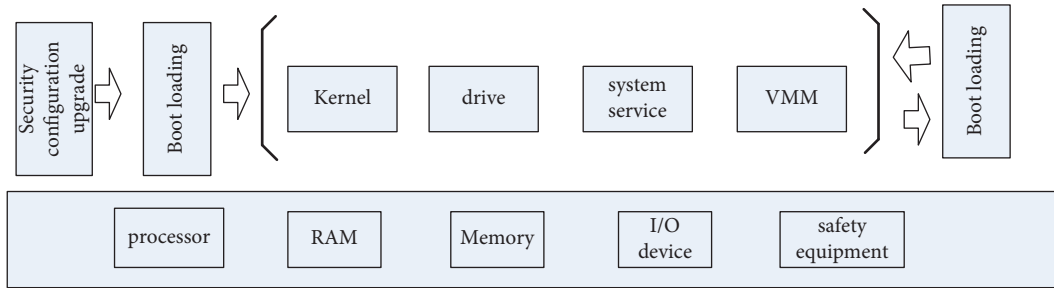 Security
configuration
upgrade
Boot loading
Kernel
drive
system
service
VMM
Boot loading
processor
RAM
Memory
I/O
device
safety
equipment